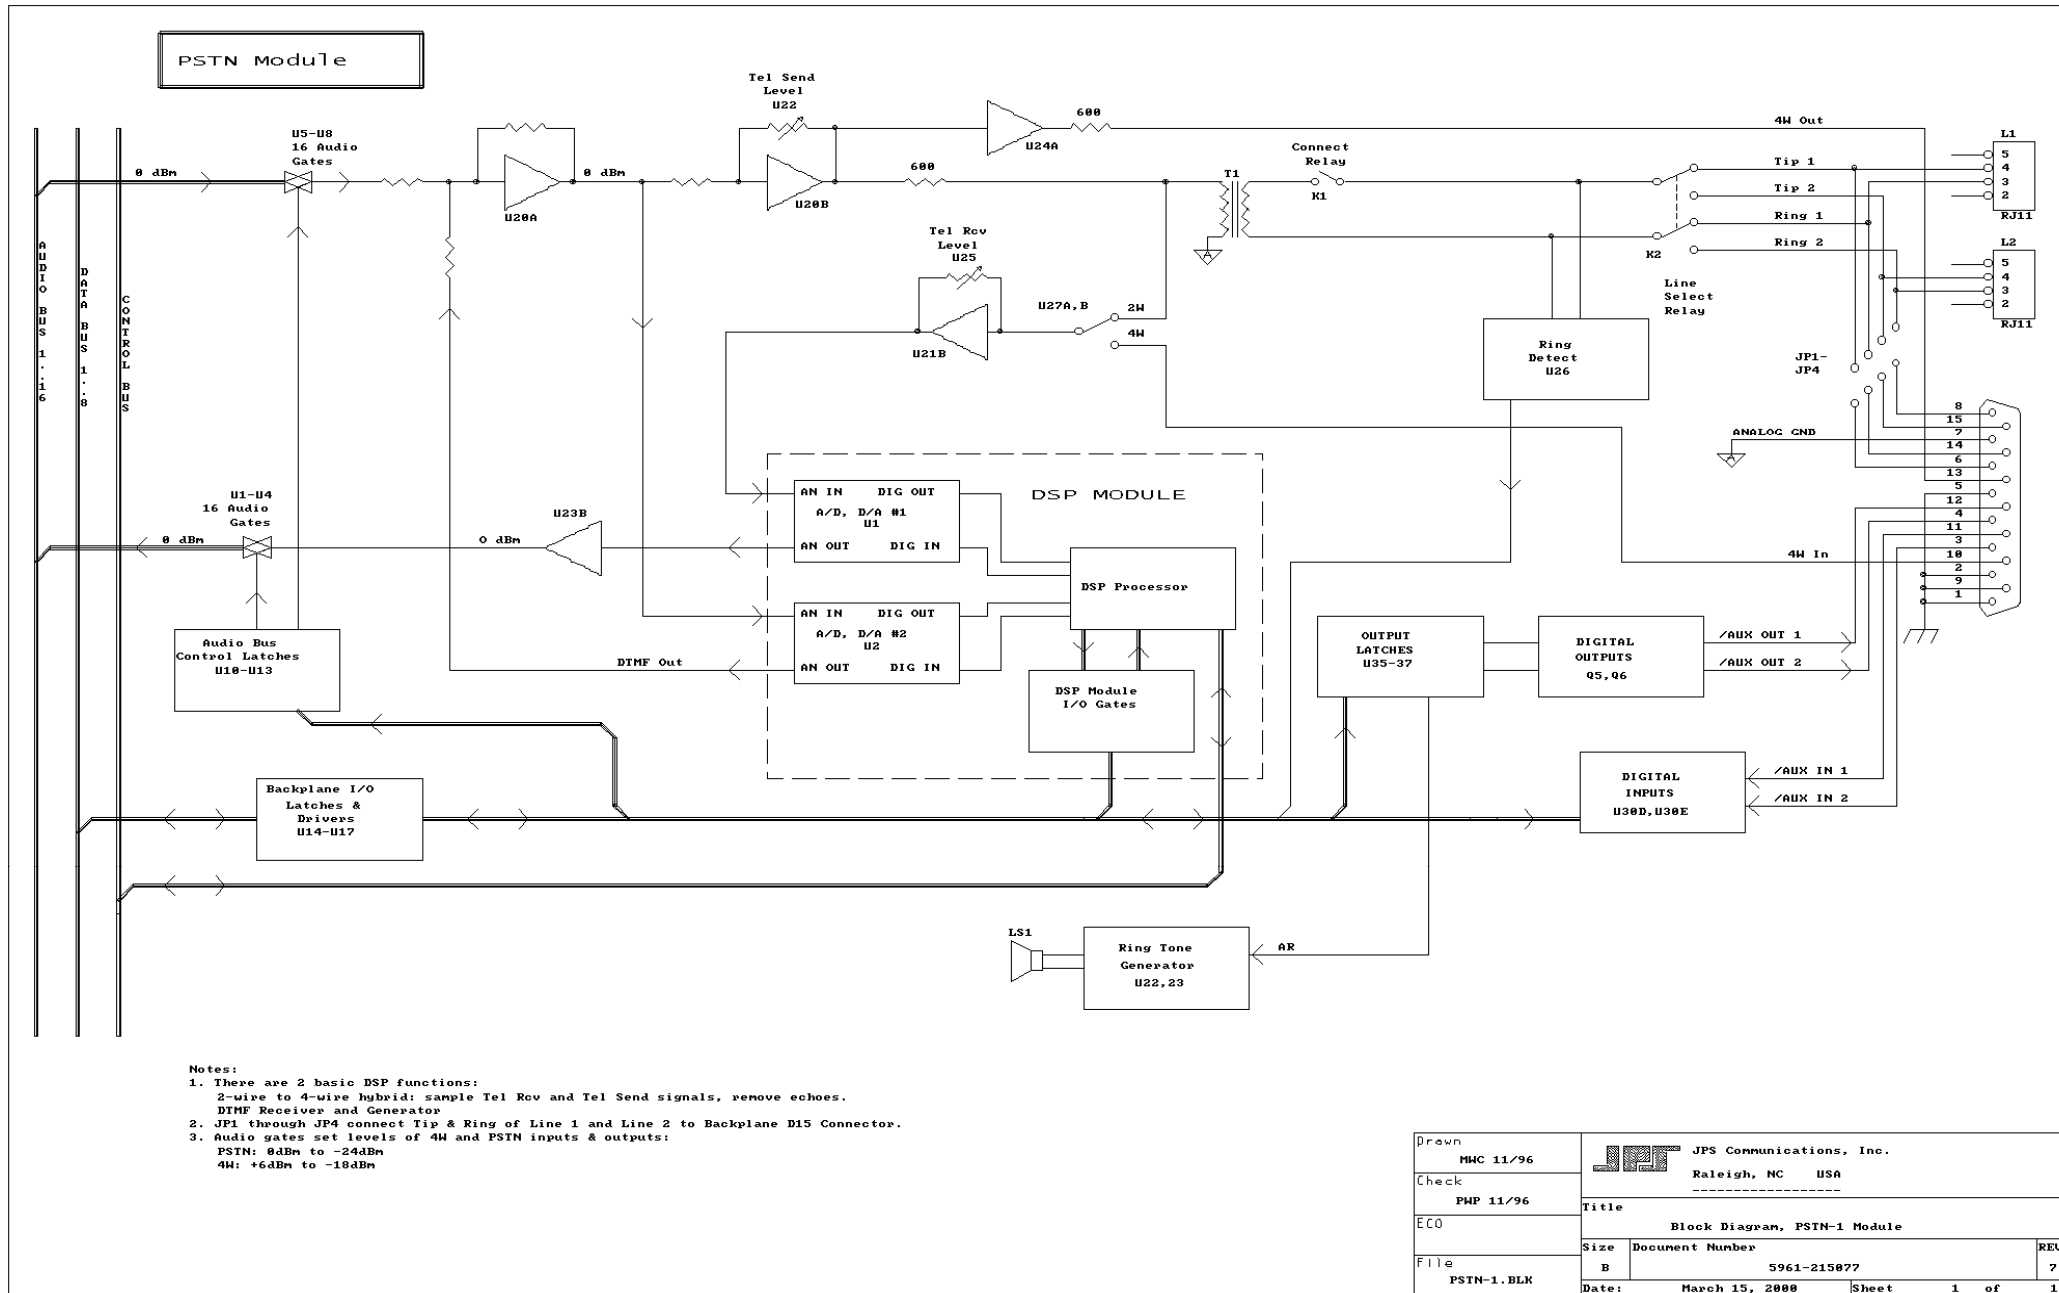 PSTN Module
Tel Send
Level
U22
600
U24A
4W Out
L1
5
4
3
2
RJ11
U5-U8
16 Audio
Gates
0 dBm
U20A
0 dBm
U20B
600
T1
Connect
Relay
K1
Tip 1
Tip 2
Ring 1
Ring 2
K2
Line
Select
Relay
L2
5
4
3
2
RJ11
AUDIO BUS 1..16
DATA BUS 1..8
CONTROL BUS
Tel Rcv
Level
U25
U21B
U27A,B
2W
4W
Ring
Detect
U26
JP1-
JP4
ANALOG GND
8
15
7
14
6
13
5
12
4
11
3
10
2
9
1
4W In
U1-U4
16 Audio
Gates
0 dBm
O dBm
U23B
DSP MODULE
AN IN DIG OUT
A/D, D/A #1
U1
AN OUT DIG IN
DSP Processor
AN IN DIG OUT
A/D, D/A #2
U2
AN OUT DIG IN
DTMF Out
DSP Module
I/O Gates
Audio Bus
Control Latches
U10-U13
OUTPUT
LATCHES
U35-37
DIGITAL
OUTPUTS
Q5,Q6
/AUX OUT 1
/AUX OUT 2
DIGITAL
INPUTS
U30D,U30E
/AUX IN 1
/AUX IN 2
Backplane I/O
Latches &
Drivers
U14-U17
LS1
Ring Tone
Generator
U22,23
AR
Notes:
1. There are 2 basic DSP functions:
2-wire to 4-wire hybrid: sample Tel Rcv and Tel Send signals, remove echoes.
DTMF Receiver and Generator
2. JP1 through JP4 connect Tip & Ring of Line 1 and Line 2 to Backplane D15 Connector.
3. Audio gates set levels of 4W and PSTN inputs & outputs:
PSTN: 0dBm to -24dBm
4W: +6dBm to -18dBm
Drawn
MWC 11/96
Check
PWP 11/96
ECO
File
PSTN-1.BLK
JPS
JPS Communications, Inc.
Raleigh, NC USA
------------------
Title
Block Diagram, PSTN-1 Module
Size
B
Document Number
5961-215077
REV
7
Date: March 15, 2000
Sheet 1 of 1